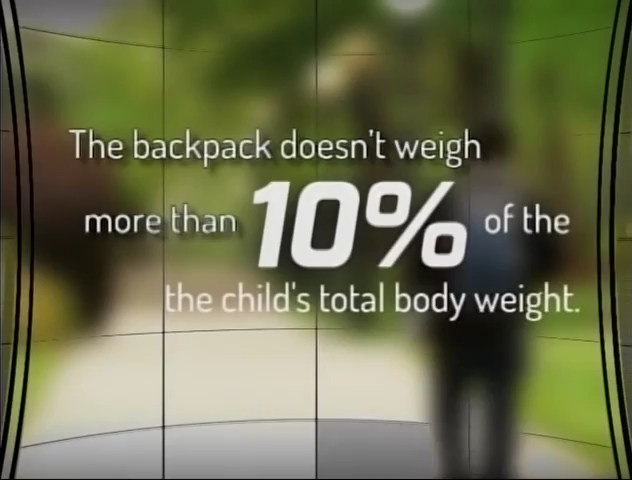 The backpack doesn't weigh
more than 10% of the
the child's total body weight.